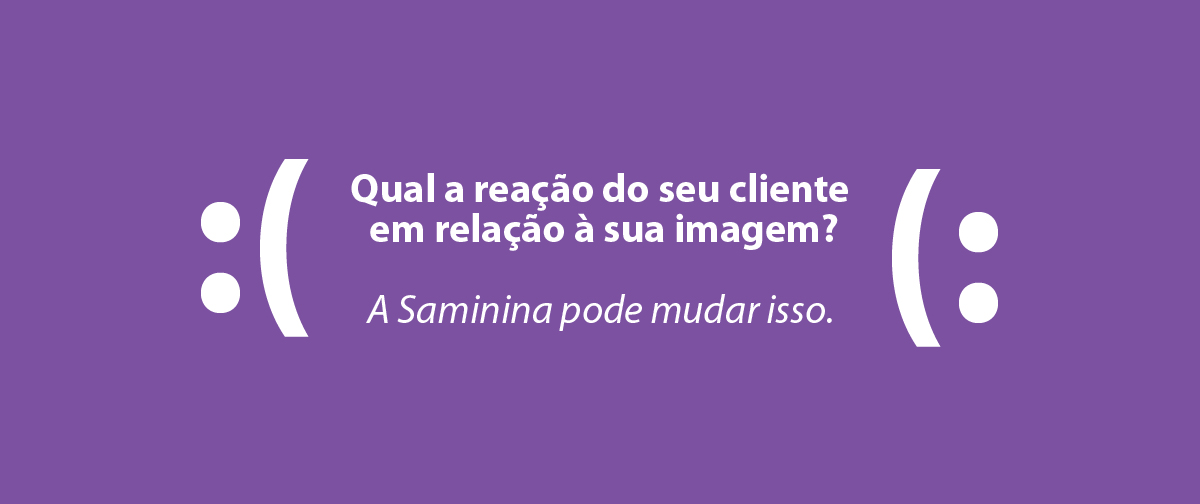 :(
Qual a reação do seu cliente
em relação à sua imagem?
A Saminina pode mudar isso.
(: